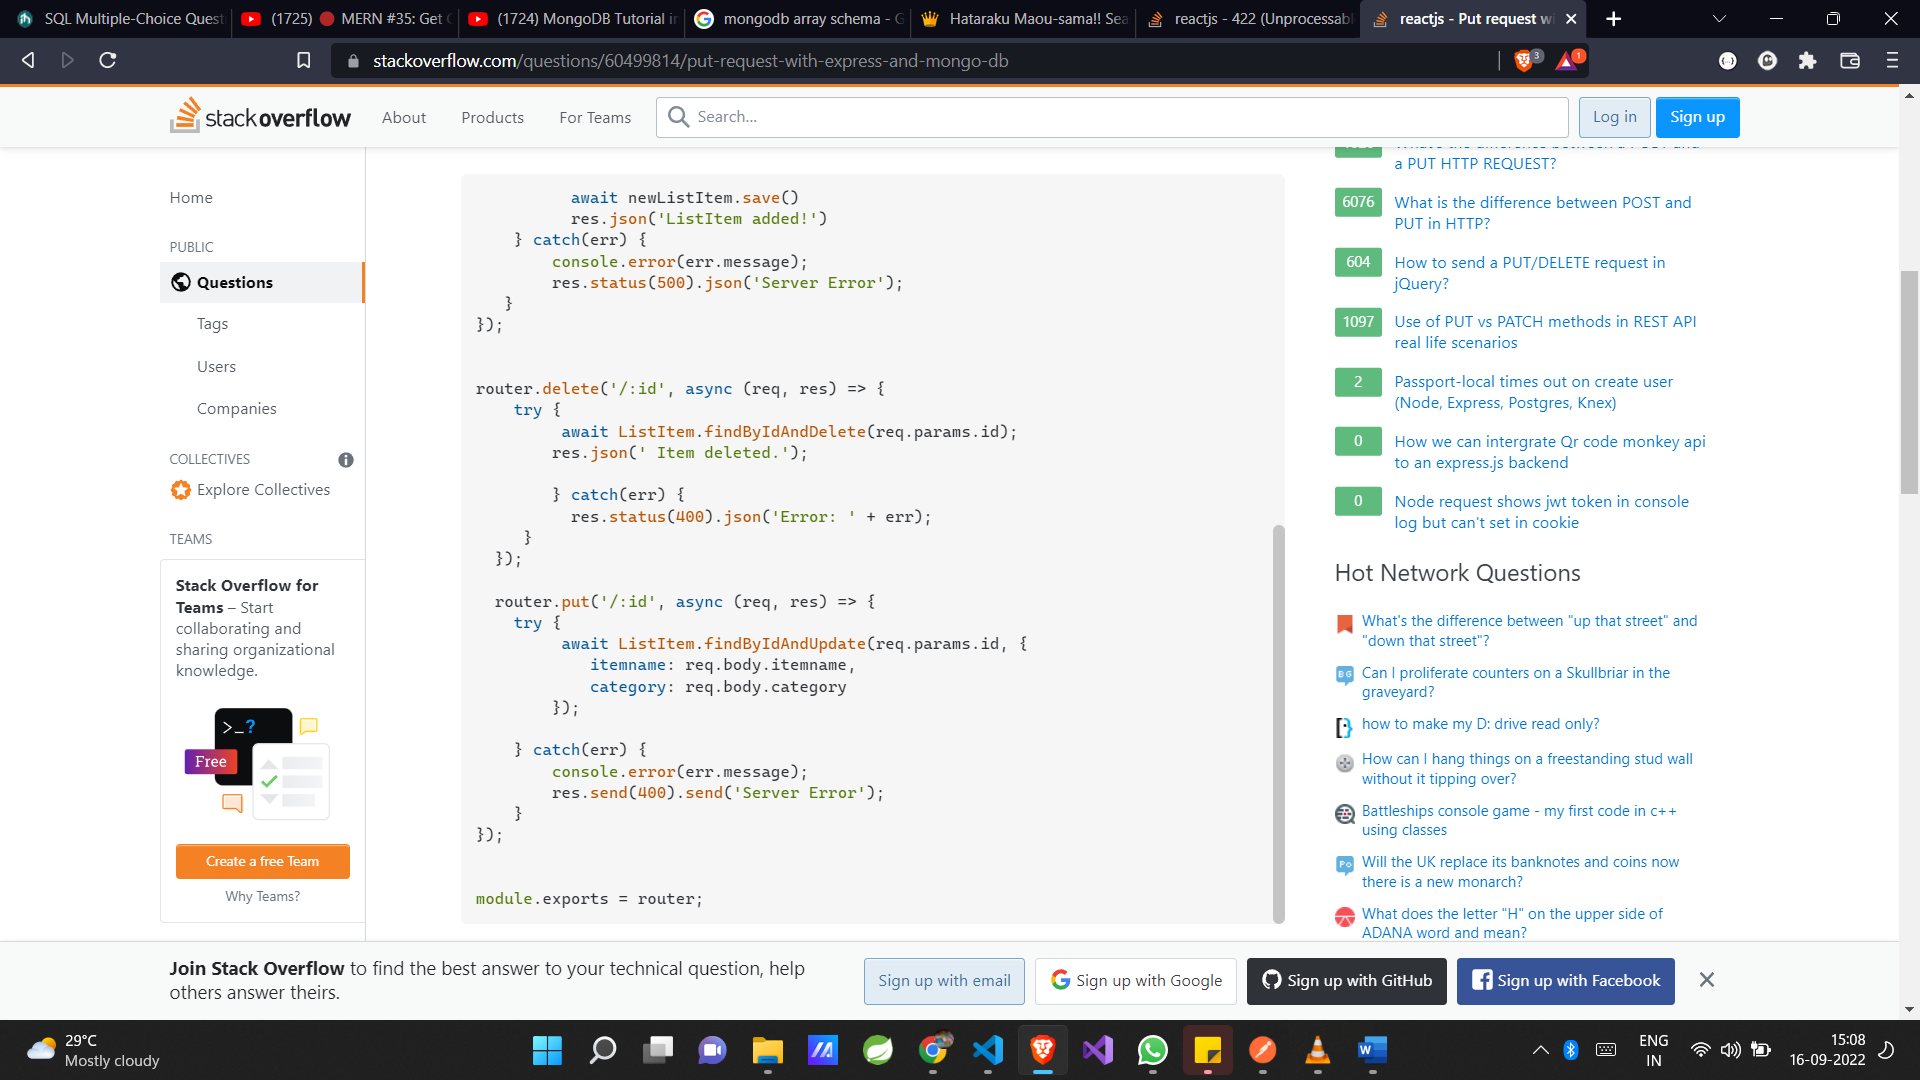 SQL Multiple-Choice Quest
(1725) 🔴 MERN #35: Get
(1724) MongoDB Tutorial in
mongodb array schema - G
Hataraku Maou-sama!! Sea
reactjs - 422 (Unprocessabl
reactjs - Put request wi
stackoverflow.com/questions/60499814/put-request-with-express-and-mongo-db
3
1
stackoverflow
About
Products
For Teams
Search...
Log in
Sign up
Home
PUBLIC
Questions
Tags
Users
Companies
COLLECTIVES
Explore Collectives
TEAMS
Stack Overflow for
Teams – Start
collaborating and
sharing organizational
knowledge.
>_?
Free
Create a free Team
Why Teams?
await newListItem.save()
res.json('ListItem added!')
} catch(err) {
console.error(err.message);
res.status(500).json('Server Error');
}
});
router.delete('/:id', async (req, res) => {
try {
await ListItem.findByIdAndDelete(req.params.id);
res.json(' Item deleted.');
} catch(err) {
res.status(400).json('Error: ' + err);
}
});
router.put('/:id', async (req, res) => {
try {
await ListItem.findByIdAndUpdate(req.params.id, {
itemname: req.body.itemname,
category: req.body.category
});
} catch(err) {
console.error(err.message);
res.send(400).send('Server Error');
}
});
module.exports = router;
What's the difference between a POST and
a PUT HTTP REQUEST?
6076 What is the difference between POST and
PUT in HTTP?
604 How to send a PUT/DELETE request in
jQuery?
1097 Use of PUT vs PATCH methods in REST API
real life scenarios
2 Passport-local times out on create user
(Node, Express, Postgres, Knex)
0 How we can intergrate Qr code monkey api
to an express.js backend
0 Node request shows jwt token in console
log but can't set in cookie
Hot Network Questions
What's the difference between "up that street" and
"down that street"?
Can I proliferate counters on a Skullbriar in the
graveyard?
how to make my D: drive read only?
How can I hang things on a freestanding stud wall
without it tipping over?
Battleships console game - my first code in c++
using classes
Will the UK replace its banknotes and coins now
there is a new monarch?
What does the letter "H" on the upper side of
ADANA word and mean?
Join Stack Overflow to find the best answer to your technical question, help
others answer theirs.
Sign up with email
Sign up with Google
Sign up with GitHub
Sign up with Facebook
29°C
Mostly cloudy
ENG
IN
15:08
16-09-2022